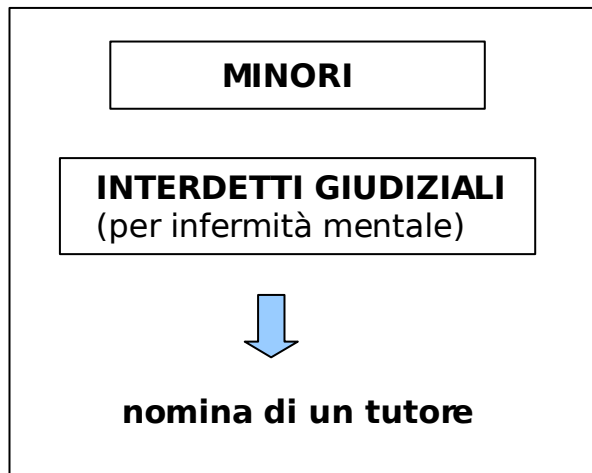 MINORI
INTERDETTI GIUDIZIALI
(per infermità mentale)
nomina di un tutore